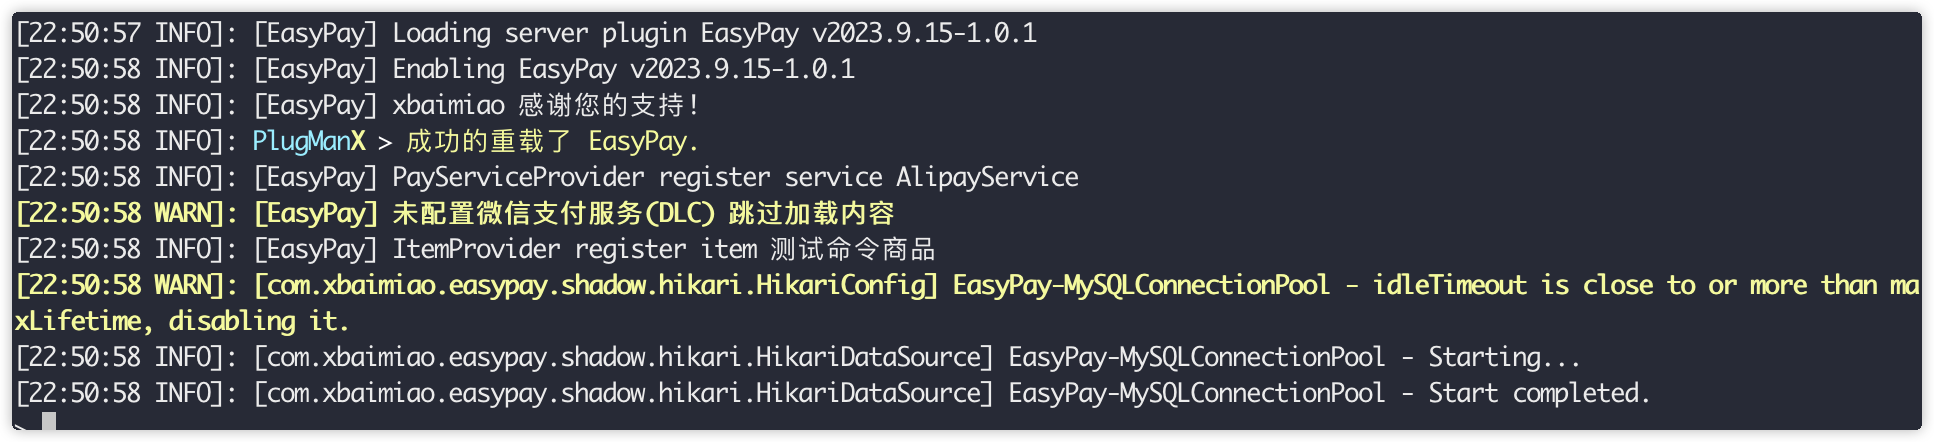 [22:50:57 INFO]: [EasyPay] Loading server plugin EasyPay v2023.9.15-1.0.1
[22:50:58 INFO]: [EasyPay] Enabling EasyPay v2023.9.15-1.0.1
[22:50:58 INFO]: [EasyPay] xbaimiao 感谢您的支持!
[22:50:58 INFO]: PlugManX > 成功的重载了 EasyPay.
[22:50:58 INFO]: [EasyPay] PayServiceProvider register service AlipayService
[22:50:58 WARN]: [EasyPay] 未配置微信支付服务(DLC) 跳过加载内容
[22:50:58 INFO]: [EasyPay] ItemProvider register item 测试命令商品
[22:50:58 WARN]: [com.xbaimiao.easypay.shadow.hikari.HikariConfig] EasyPay-MySQLConnectionPool - idleTimeout is close to or more than ma
xLifetime, disabling it.
[22:50:58 INFO]: [com.xbaimiao.easypay.shadow.hikari.HikariDataSource] EasyPay-MySQLConnectionPool - Starting...
[22:50:58 INFO]: [com.xbaimiao.easypay.shadow.hikari.HikariDataSource] EasyPay-MySQLConnectionPool - Start completed.
>